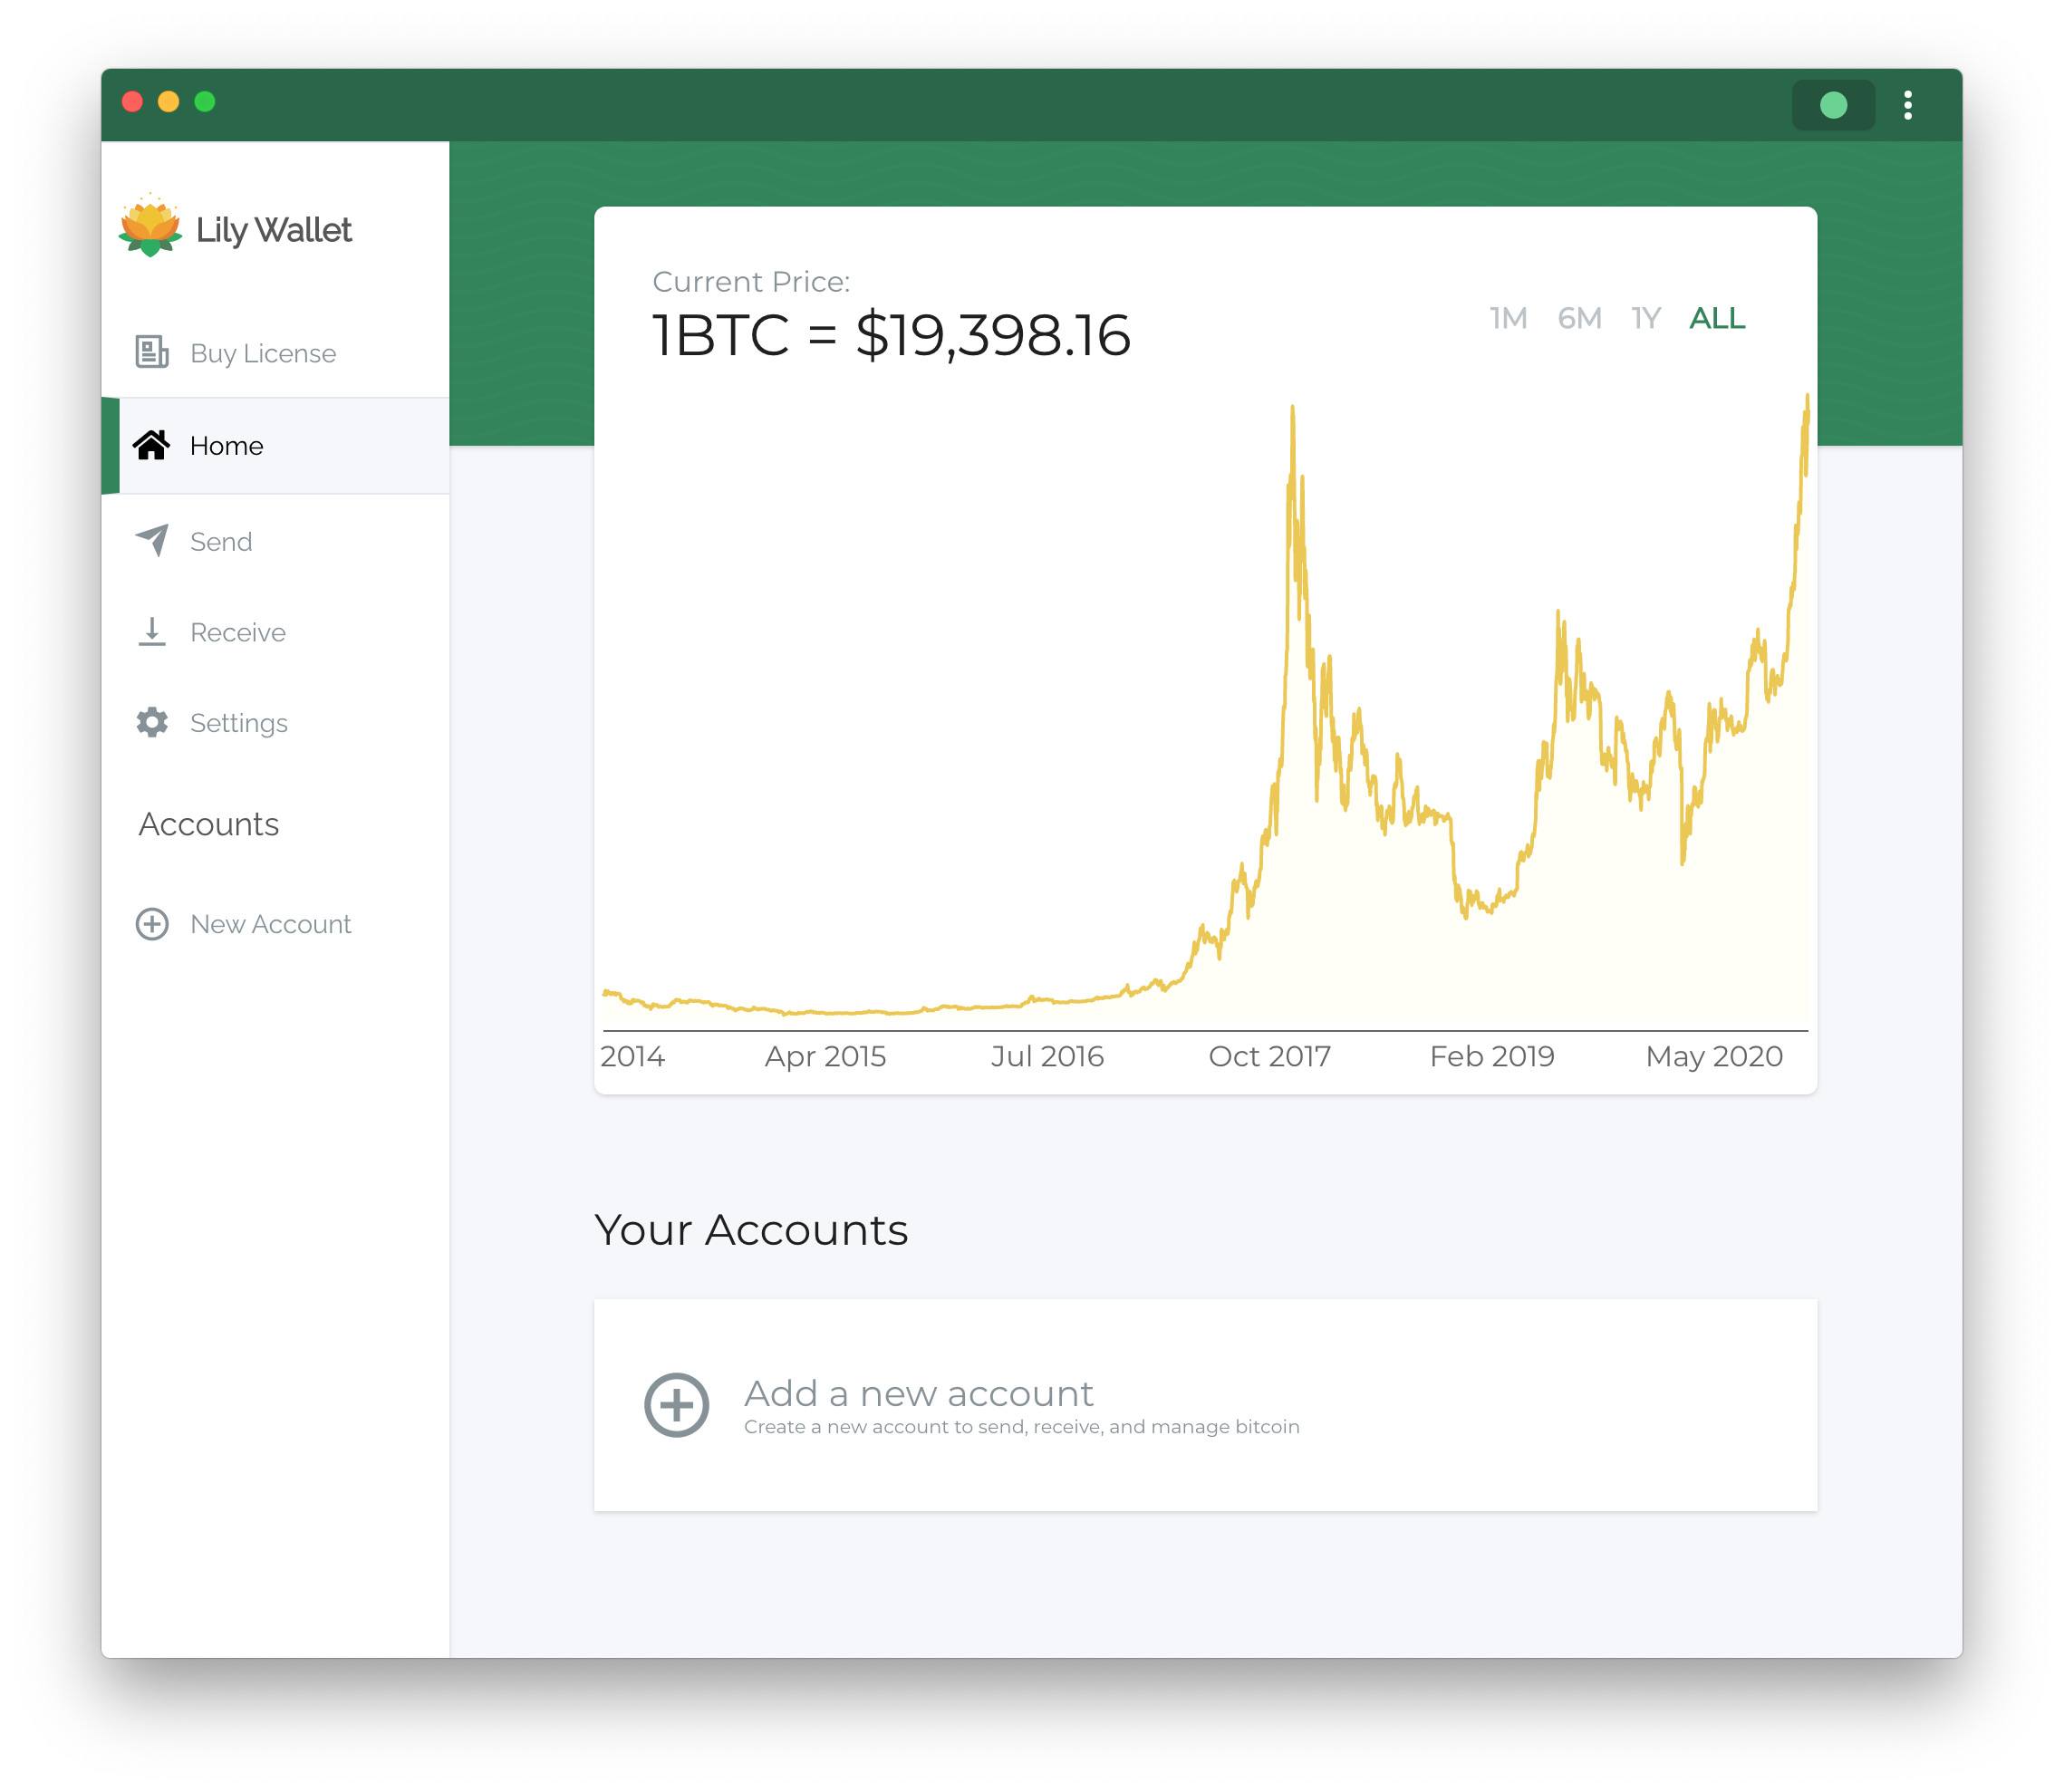 Lily Wallet
Buy License
Home
Send
Receive
Settings
Accounts
New Account
Current Price:
1BTC = $19,398.16
1M 6M 1Y ALL
2014 Apr 2015 Jul 2016 Oct 2017 Feb 2019 May 2020
Your Accounts
Add a new account
Create a new account to send, receive, and manage bitcoin